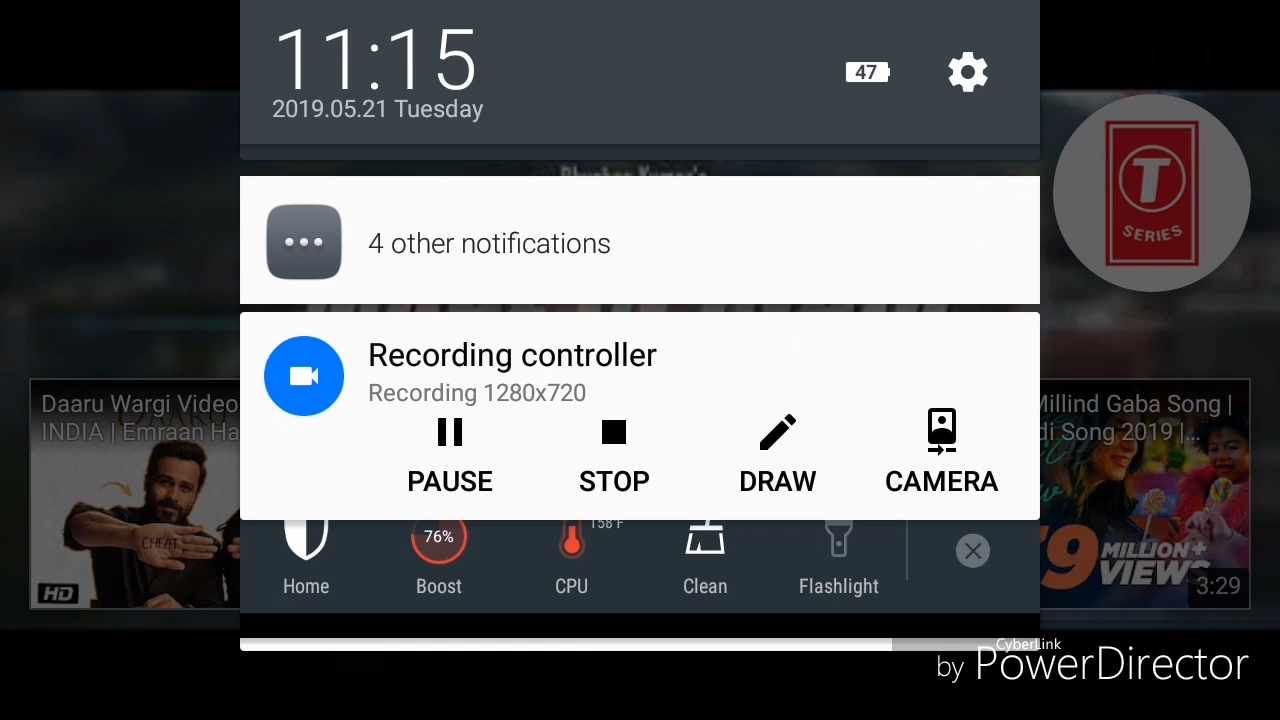 11:15
47
2019.05.21 Tuesday
T
SERIES
4 other notifications
Recording controller
Recording 1280x720
PAUSE
STOP
DRAW
CAMERA
Daaru Wargi Video
INDIA | Emraan Ha
CHEAT
HD
Millind Gaba Song |
di Song 2019 |...
59 MILLION+
VIEWS
3:29
76%
158°F
Home
Boost
CPU
Clean
Flashlight
CyberLink
by PowerDirector